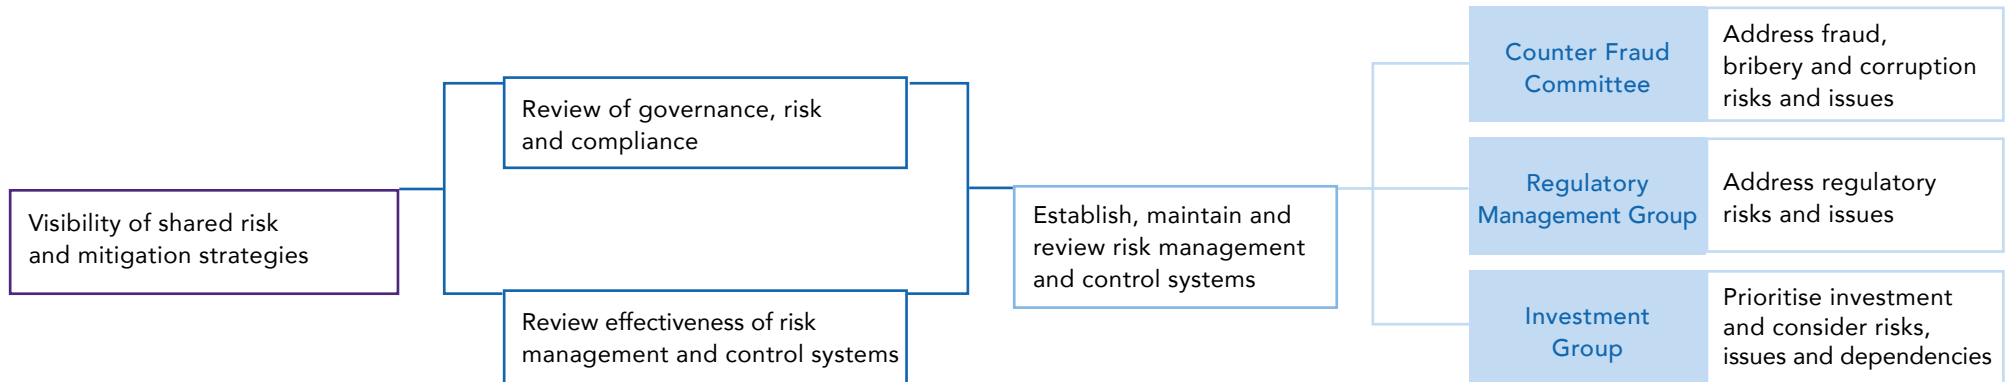 Visibility of shared risk
and mitigation strategies
Review of governance, risk
and compliance
Review effectiveness of risk
management and control systems
Establish, maintain and
review risk management
and control systems
Counter Fraud
Committee
Address fraud,
bribery and corruption
risks and issues
Regulatory
Management Group
Address regulatory
risks and issues
Investment
Group
Prioritise investment
and consider risks,
issues and dependencies